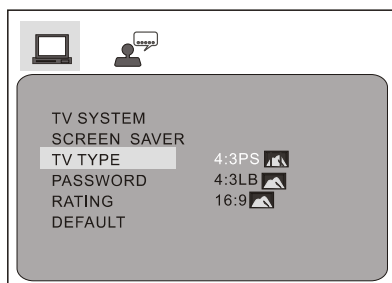 TV SYSTEM
SCREEN SAVER
TV TYPE 4:3PS
PASSWORD 4:3LB
RATING 16:9
DEFAULT